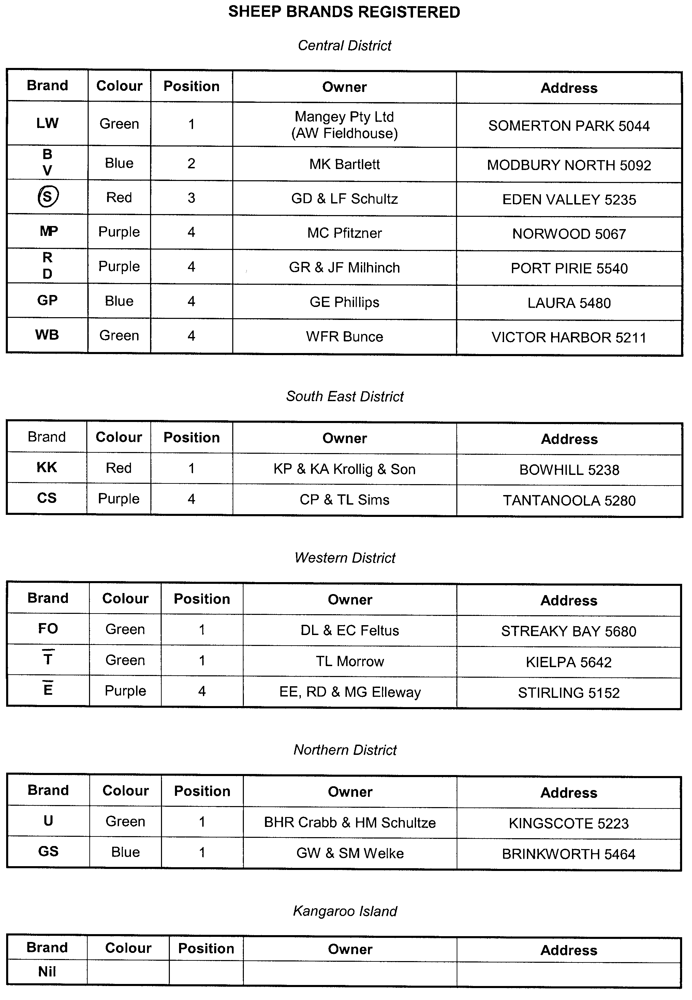 SHEEP BRANDS REGISTERED
Central District
Brand Colour Position Owner Address
LW Green 1 Mangey Pty Ltd (AW Fieldhouse) SOMERTON PARK 5044
B V Blue 2 MK Bartlett MODBURY NORTH 5092
S Red 3 GD & LF Schultz EDEN VALLEY 5235
MP Purple 4 MC Pfitzner NORWOOD 5067
R D Purple 4 GR & JF Milhinch PORT PIRIE 5540
GP Blue 4 GE Phillips LAURA 5480
WB Green 4 WFR Bunce VICTOR HARBOR 5211
South East District
Brand Colour Position Owner Address
KK Red 1 KP & KA Krollig & Son BOWHILL 5238
CS Purple 4 CP & TL Sims TANTANOOLA 5280
Western District
Brand Colour Position Owner Address
FO Green 1 DL & EC Feltus STREAKY BAY 5680
T̅ Green 1 TL Morrow KIELPA 5642
E̅ Purple 4 EE, RD & MG Elleway STIRLING 5152
Northern District
Brand Colour Position Owner Address
U Green 1 BHR Crabb & HM Schultze KINGSCOTE 5223
GS Blue 1 GW & SM Welke BRINKWORTH 5464
Kangaroo Island
Brand Colour Position Owner Address
Nil